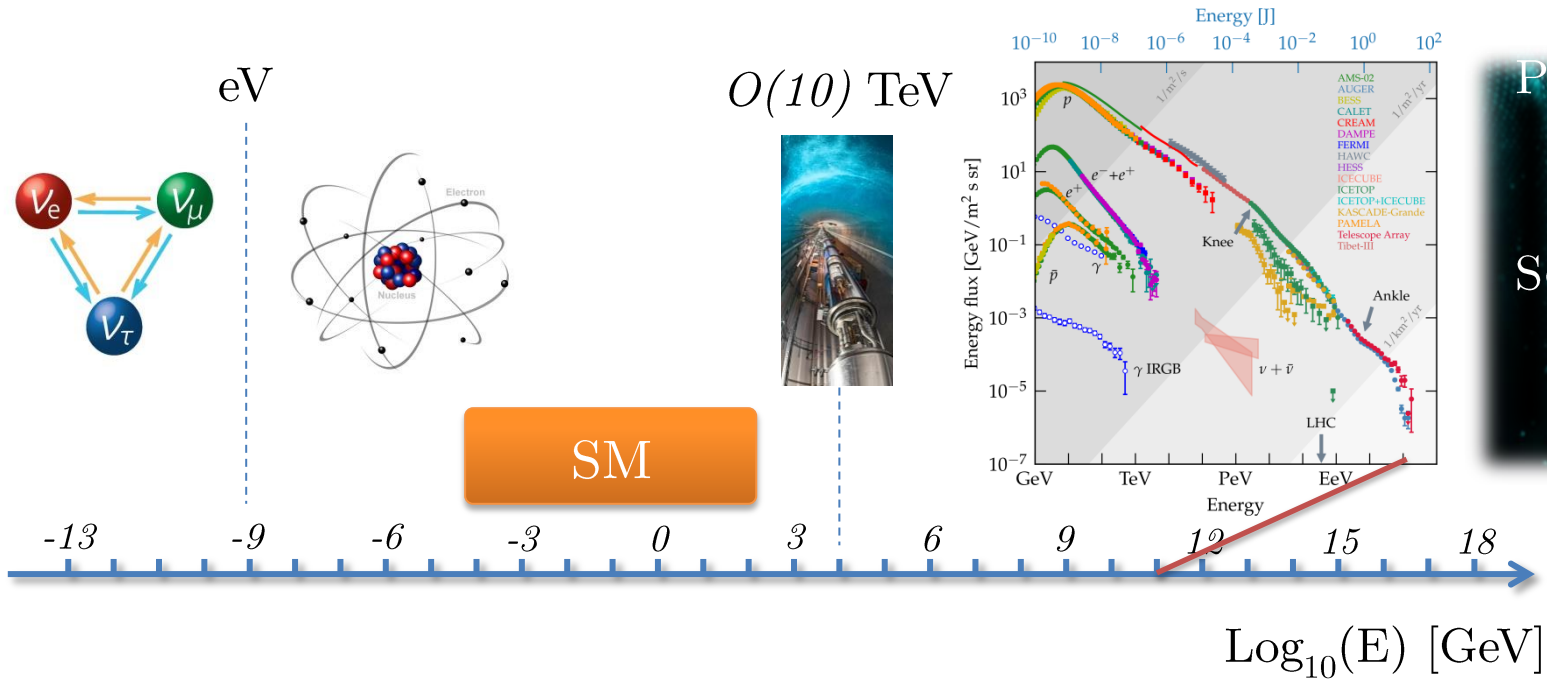 eV
O(10) TeV
νe
νμ
ντ
Electron
Nucleus
SM
Energy [J]
10⁻¹⁰ 10⁻⁸ 10⁻⁶ 10⁻⁴ 10⁻² 10⁰ 10²
Energy flux [GeV/m² s sr]
10³
10¹
10⁻¹
10⁻³
10⁻⁵
10⁻⁷
1/m²/s
1/m²/yr
1/km²/yr
p
e⁻+e⁺
e⁺
p̄
γ
γ IRGB
ν + ν̄
Knee
Ankle
LHC
AMS-02
AUGER
BESS
CALET
CREAM
DAMPE
FERMI
HAWC
HESS
ICECUBE
ICETOP
ICETOP+ICECUBE
KASCADE-Grande
PAMELA
Telescope Array
Tibet-III
GeV TeV PeV EeV
Energy
P
-13 -9 -6 -3 0 3 6 9 12 15 18
Log₁₀(E) [GeV]